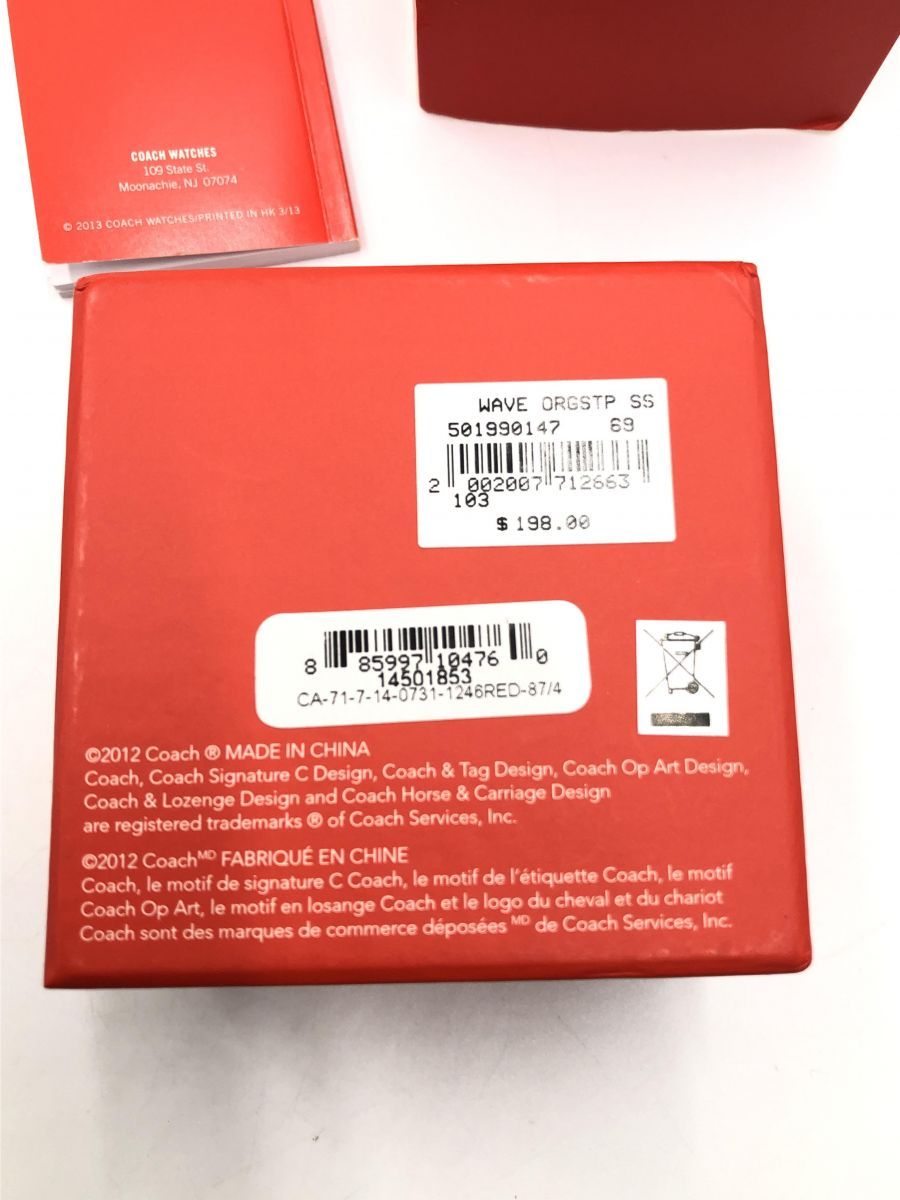 COACH WATCHES
109 State St.
Moonachie, NJ 07074
© 2013 COACH WATCHES/PRINTED IN HK 3/13
WAVE ORGSTP SS
501990147 69
2 002007 712663
103
$ 198.00
8 85997 10476 0
14501853
CA-71-7-14-0731-1246RED-87/4
©2012 Coach ® MADE IN CHINA
Coach, Coach Signature C Design, Coach & Tag Design, Coach Op Art Design,
Coach & Lozenge Design and Coach Horse & Carriage Design
are registered trademarks ® of Coach Services, Inc.
©2012 Coach MD FABRIQUÉ EN CHINE
Coach, le motif de signature C Coach, le motif de l'étiquette Coach, le motif
Coach Op Art, le motif en losange Coach et le logo du cheval et du chariot
Coach sont des marques de commerce déposées MD de Coach Services, Inc.